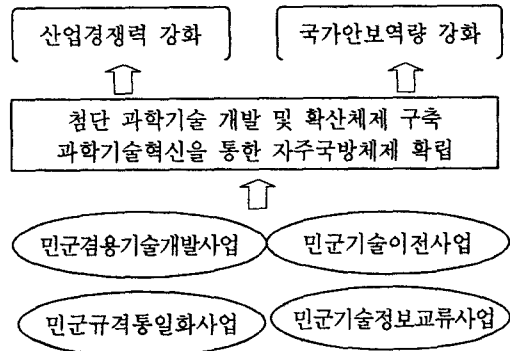 산업경쟁력 강화
국가안보역량 강화
첨단 과학기술 개발 및 확산체제 구축
과학기술혁신을 통한 자주국방체제 확립
민군겸용기술개발사업
민군기술이전사업
민군규격통일화사업
민군기술정보교류사업